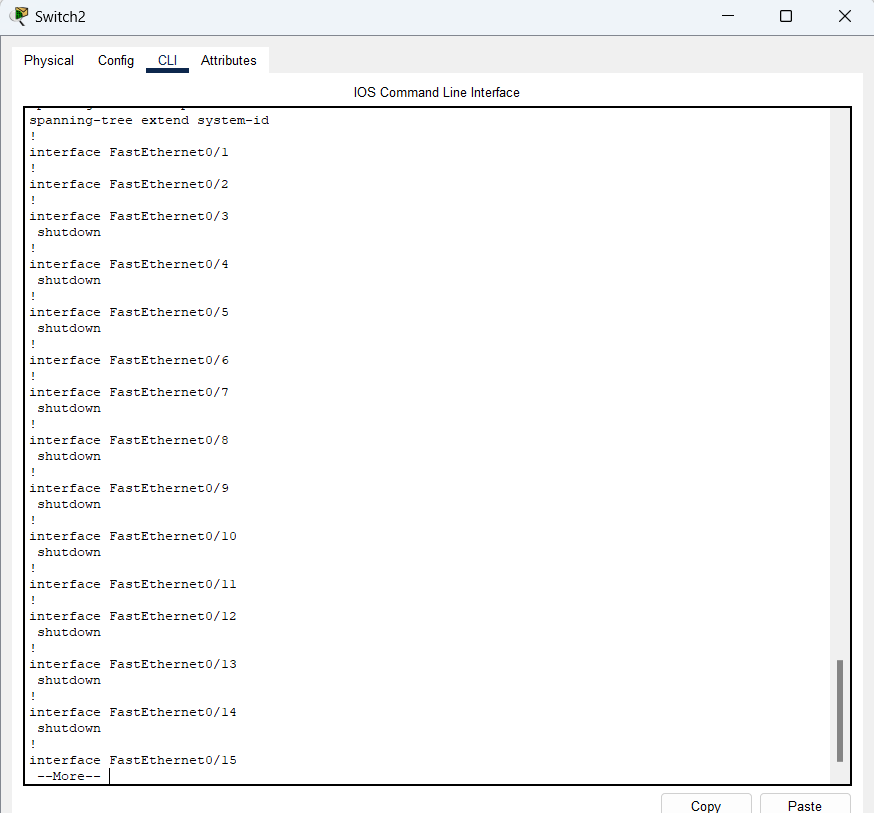 Switch2
Physical Config CLI Attributes
IOS Command Line Interface
spanning-tree extend system-id
!
interface FastEthernet0/1
!
interface FastEthernet0/2
!
interface FastEthernet0/3
shutdown
!
interface FastEthernet0/4
shutdown
!
interface FastEthernet0/5
shutdown
!
interface FastEthernet0/6
!
interface FastEthernet0/7
shutdown
!
interface FastEthernet0/8
shutdown
!
interface FastEthernet0/9
shutdown
!
interface FastEthernet0/10
shutdown
!
interface FastEthernet0/11
!
interface FastEthernet0/12
shutdown
!
interface FastEthernet0/13
shutdown
!
interface FastEthernet0/14
shutdown
!
interface FastEthernet0/15
--More--
Copy Paste